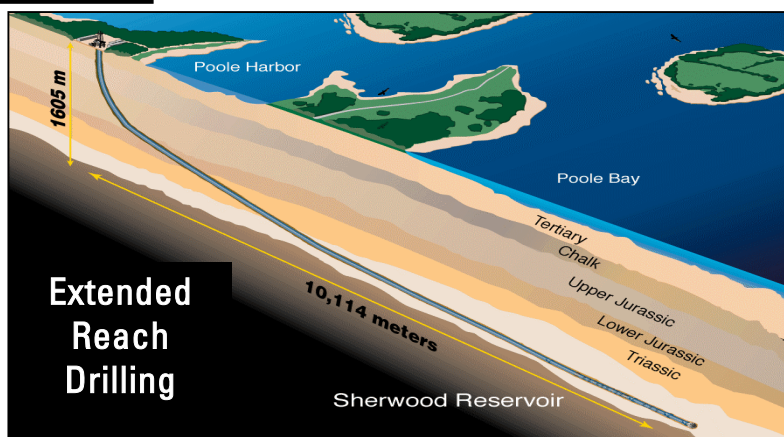 Poole Harbor
1605 m
Poole Bay
Tertiary
Chalk
Upper Jurassic
Lower Jurassic
Triassic
10,114 meters
Extended
Reach
Drilling
Sherwood Reservoir